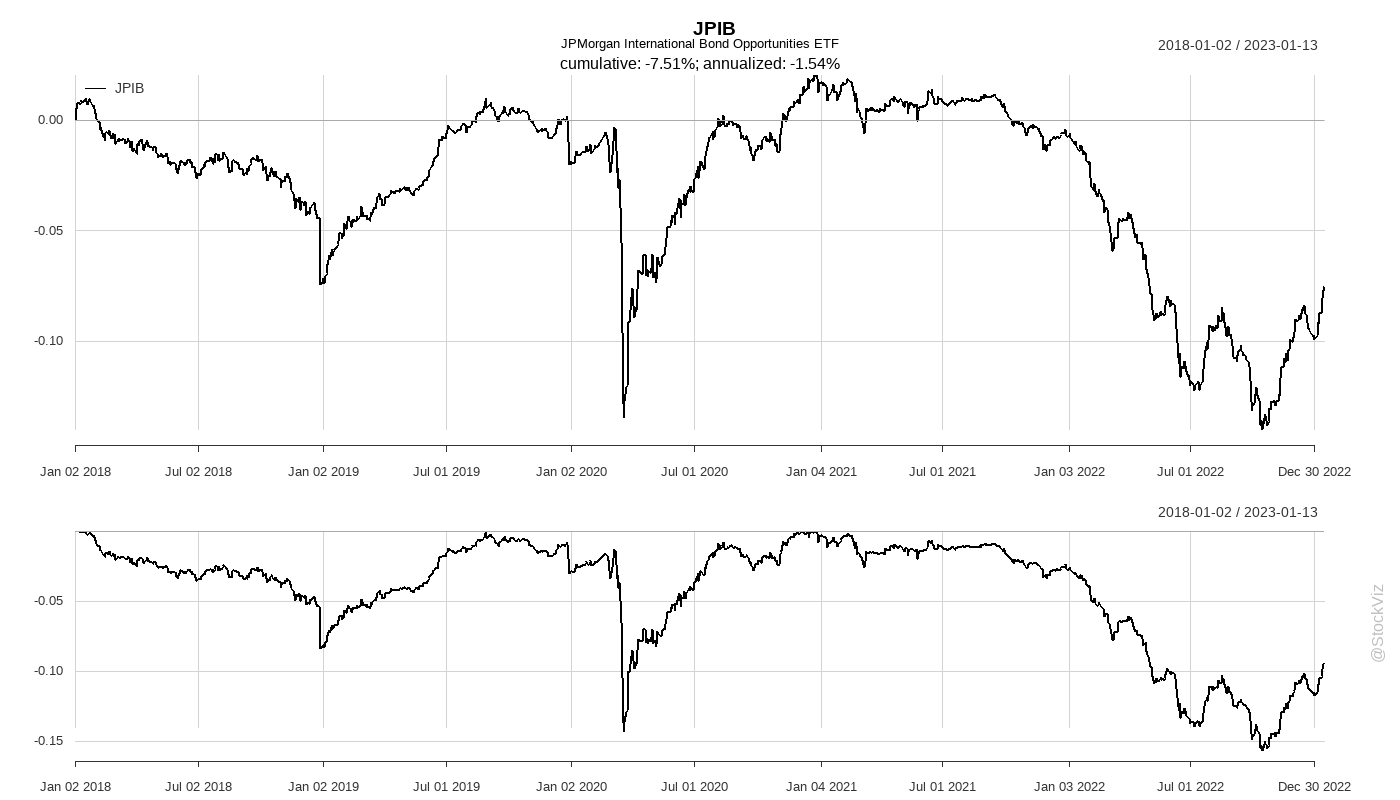 JPIB
JPMorgan International Bond Opportunities ETF
2018-01-02 / 2023-01-13
cumulative: -7.51%; annualized: -1.54%
JPIB
0.00
-0.05
-0.10
Jan 02 2018 Jul 02 2018 Jan 02 2019 Jul 01 2019 Jan 02 2020 Jul 01 2020 Jan 04 2021 Jul 01 2021 Jan 03 2022 Jul 01 2022 Dec 30 2022
2018-01-02 / 2023-01-13
-0.05
-0.10
-0.15
Jan 02 2018 Jul 02 2018 Jan 02 2019 Jul 01 2019 Jan 02 2020 Jul 01 2020 Jan 04 2021 Jul 01 2021 Jan 03 2022 Jul 01 2022 Dec 30 2022
@StockViz